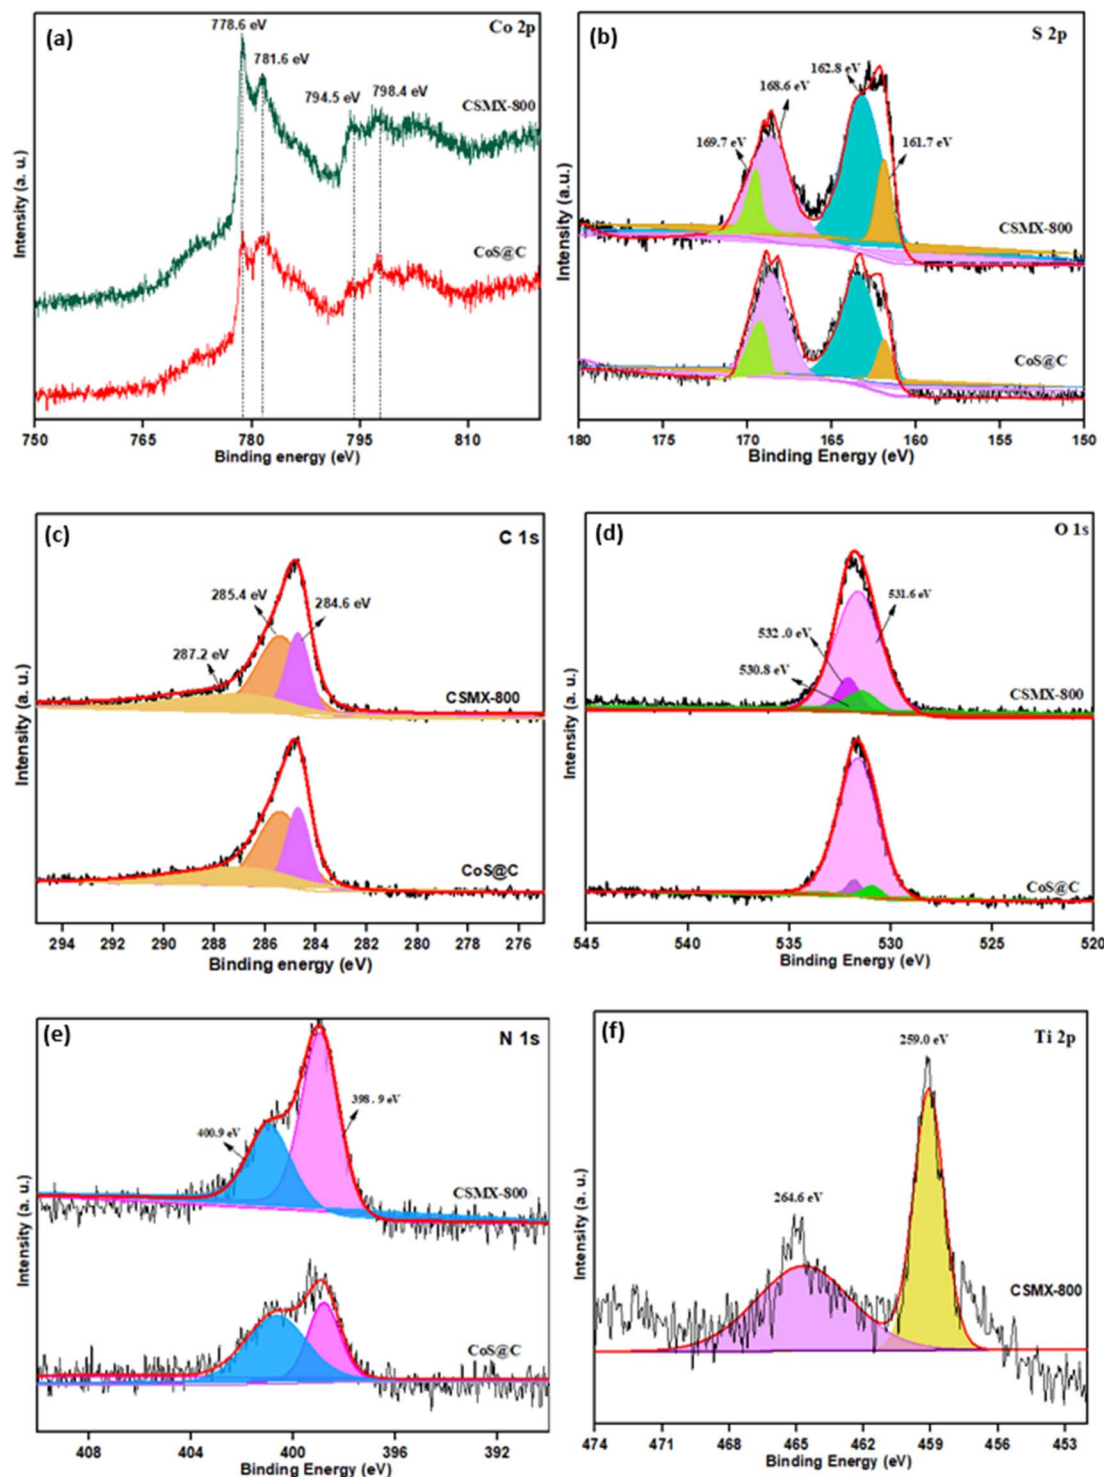 (a)
778.6 eV
Co 2p
781.6 eV
794.5 eV
798.4 eV
CSMX-800
CoS@C
Intensity (a. u.)
750 765 780 795 810
Binding energy (eV)
(b)
S 2p
162.8 eV
168.6 eV
169.7 eV
161.7 eV
CSMX-800
CoS@C
Intensity (a.u.)
180 175 170 165 160 155 150
Binding Energy (eV)
(c)
C 1s
285.4 eV
284.6 eV
287.2 eV
CSMX-800
CoS@C
Intensity (a. u.)
294 292 290 288 286 284 282 280 278 276
Binding energy (eV)
(d)
O 1s
531.6 eV
532 .0 eV
530.8 eV
CSMX-800
CoS@C
Intensity (a. u.)
545 540 535 530 525 520
Binding Energy (eV)
(e)
N 1s
398 . 9 eV
400.9 eV
CSMX-800
CoS@C
Intensity (a. u.)
408 404 400 396 392
Binding Energy (eV)
(f)
Ti 2p
259.0 eV
264.6 eV
CSMX-800
Intensity (a. u.)
474 471 468 465 462 459 456 453
Binding Energy (eV)